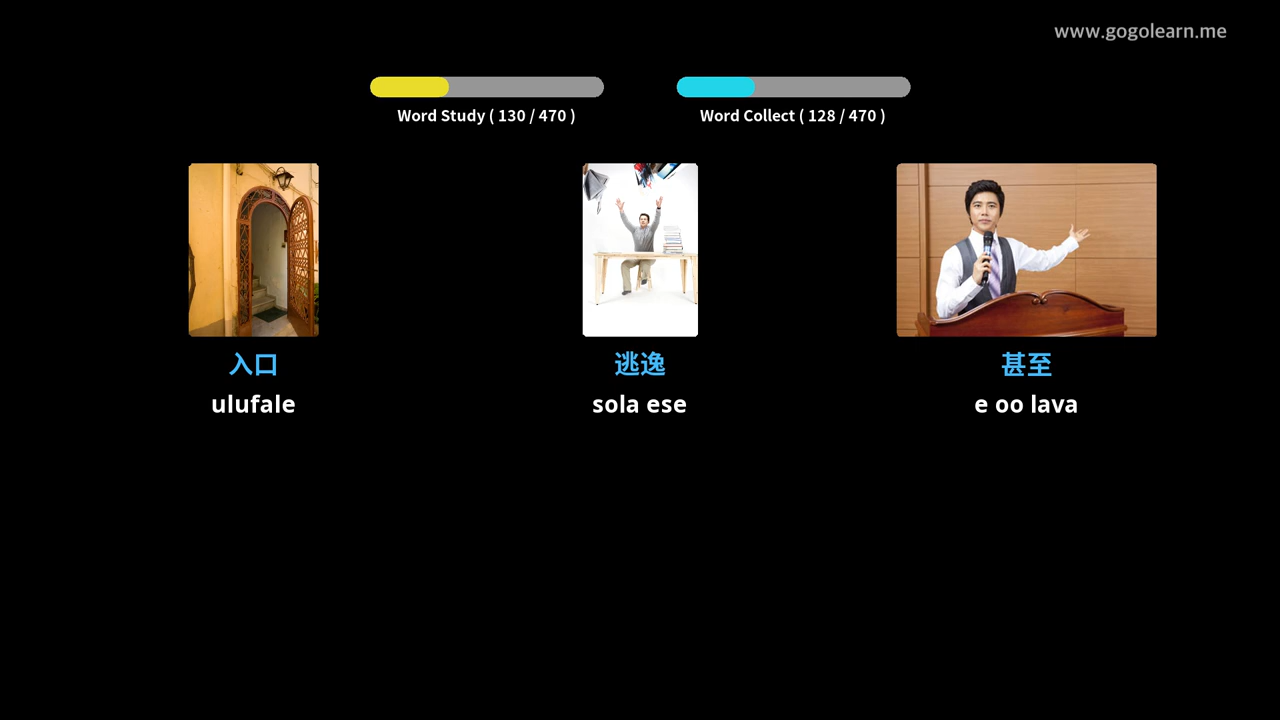 www.gogolearn.me
Word Study ( 130 / 470 )
Word Collect ( 128 / 470 )
入口
逃逸
甚至
ulufale
sola ese
e oo lava